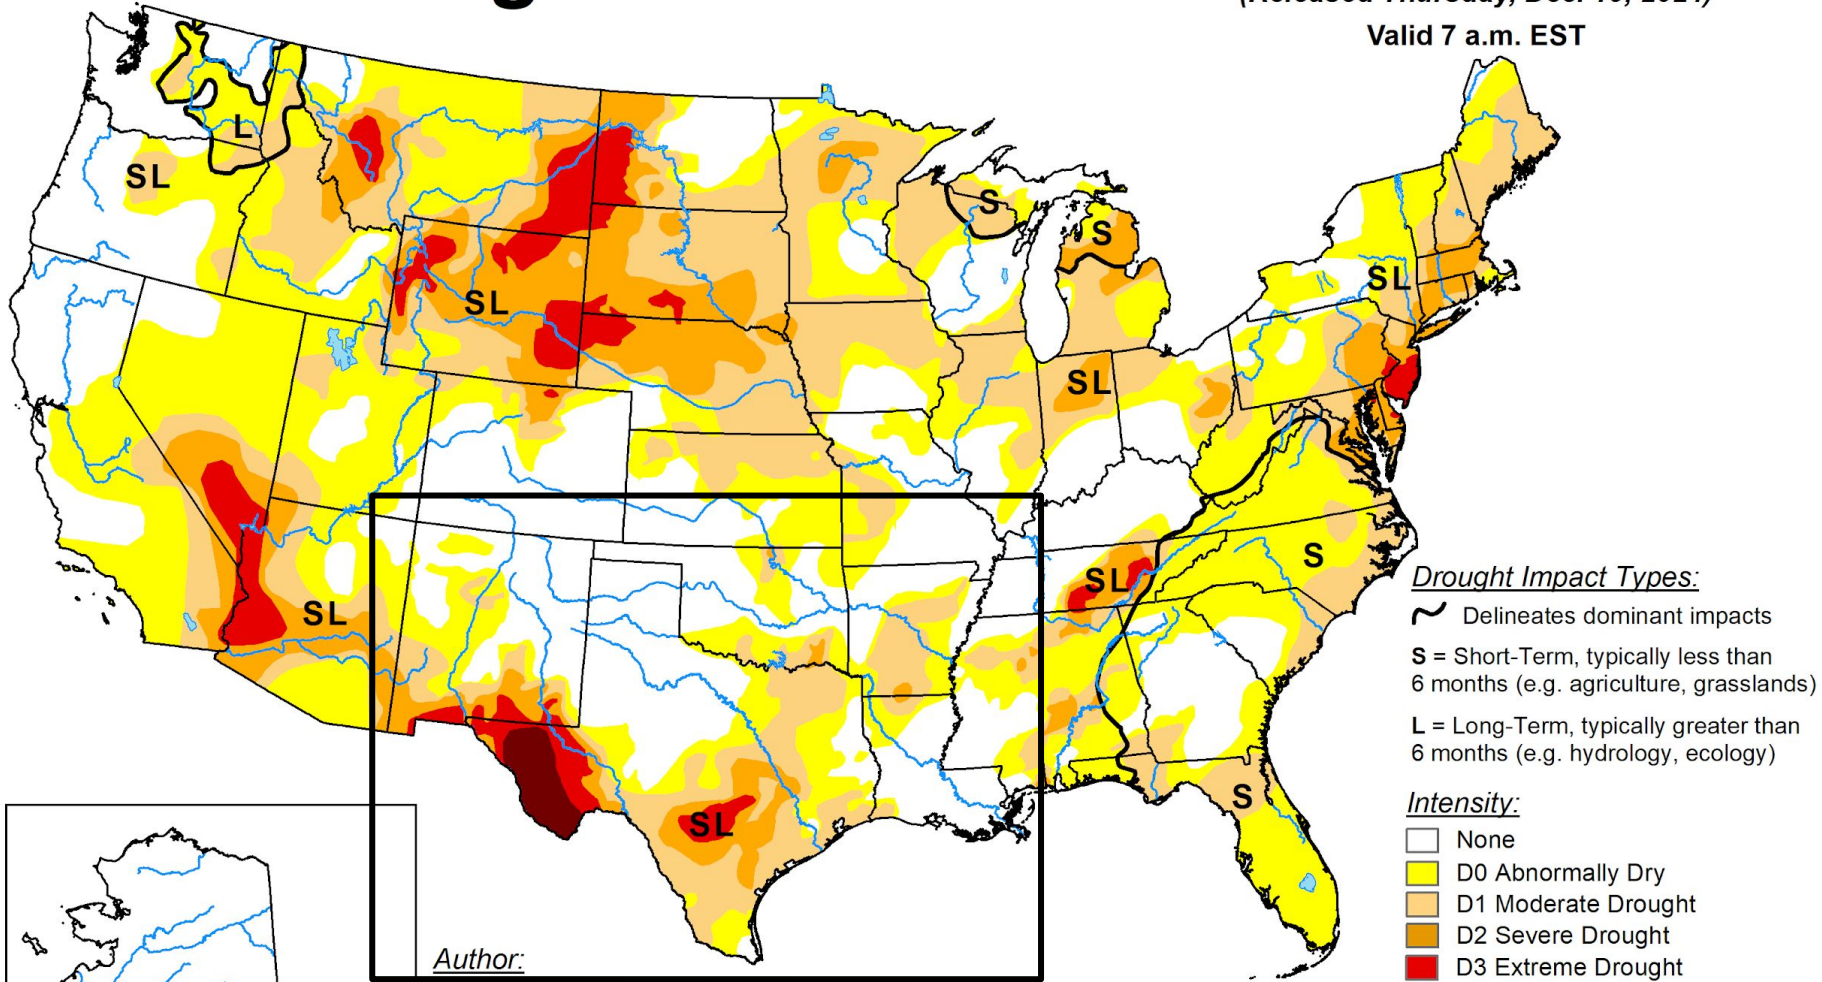 Valid 7 a.m. EST
L
SL
S
S
SL
SL
SL
SL
SL
S
S
SL
Drought Impact Types:
Delineates dominant impacts
S = Short-Term, typically less than
6 months (e.g. agriculture, grasslands)
L = Long-Term, typically greater than
6 months (e.g. hydrology, ecology)
Intensity:
None
D0 Abnormally Dry
D1 Moderate Drought
D2 Severe Drought
D3 Extreme Drought
Author: